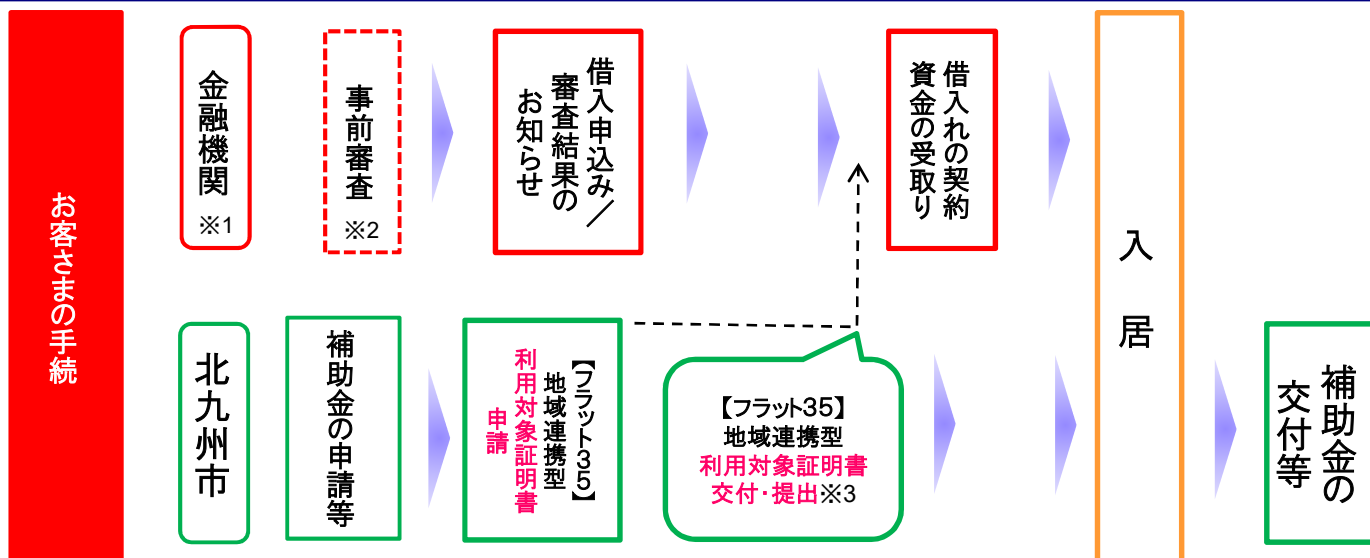 お客さまの手続
金融機関
※1
事前審査
※2
借入申込み／
審査結果の
お知らせ
借入れの契約
資金の受取り
入居
北九州市
補助金の申請等
【フラット35】
地域連携型
利用対象証明書
申請
【フラット35】
地域連携型
利用対象証明書
交付・提出※3
補助金の
交付等